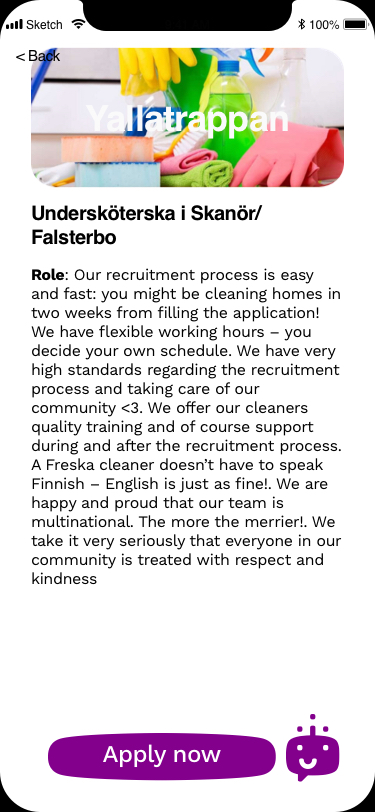 Sketch 100%
< Back
Yallatrappan
Undersköterska i Skanör/
Falsterbo
Role: Our recruitment process is easy
and fast: you might be cleaning homes in
two weeks from filling the application!
We have flexible working hours – you
decide your own schedule. We have very
high standards regarding the recruitment
process and taking care of our
community <3. We offer our cleaners
quality training and of course support
during and after the recruitment process.
A Freska cleaner doesn’t have to speak
Finnish – English is just as fine!. We are
happy and proud that our team is
multinational. The more the merrier!. We
take it very seriously that everyone in our
community is treated with respect and
kindness
Apply now